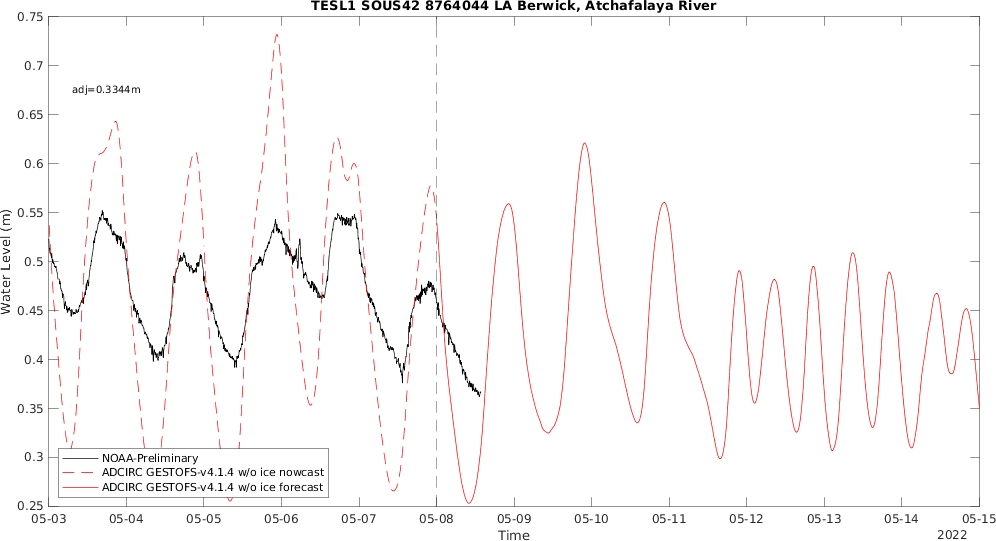 TESL1 SOUS42 8764044 LA Berwick, Atchafalaya River
adj=0.3344m
Water Level (m)
0.75
0.7
0.65
0.6
0.55
0.5
0.45
0.4
0.35
0.3
0.25
NOAA-Preliminary
ADCIRC GESTOFS-v4.1.4 w/o ice nowcast
ADCIRC GESTOFS-v4.1.4 w/o ice forecast
05-03 05-04 05-05 05-06 05-07 05-08 05-09 05-10 05-11 05-12 05-13 05-14 05-15
Time
2022